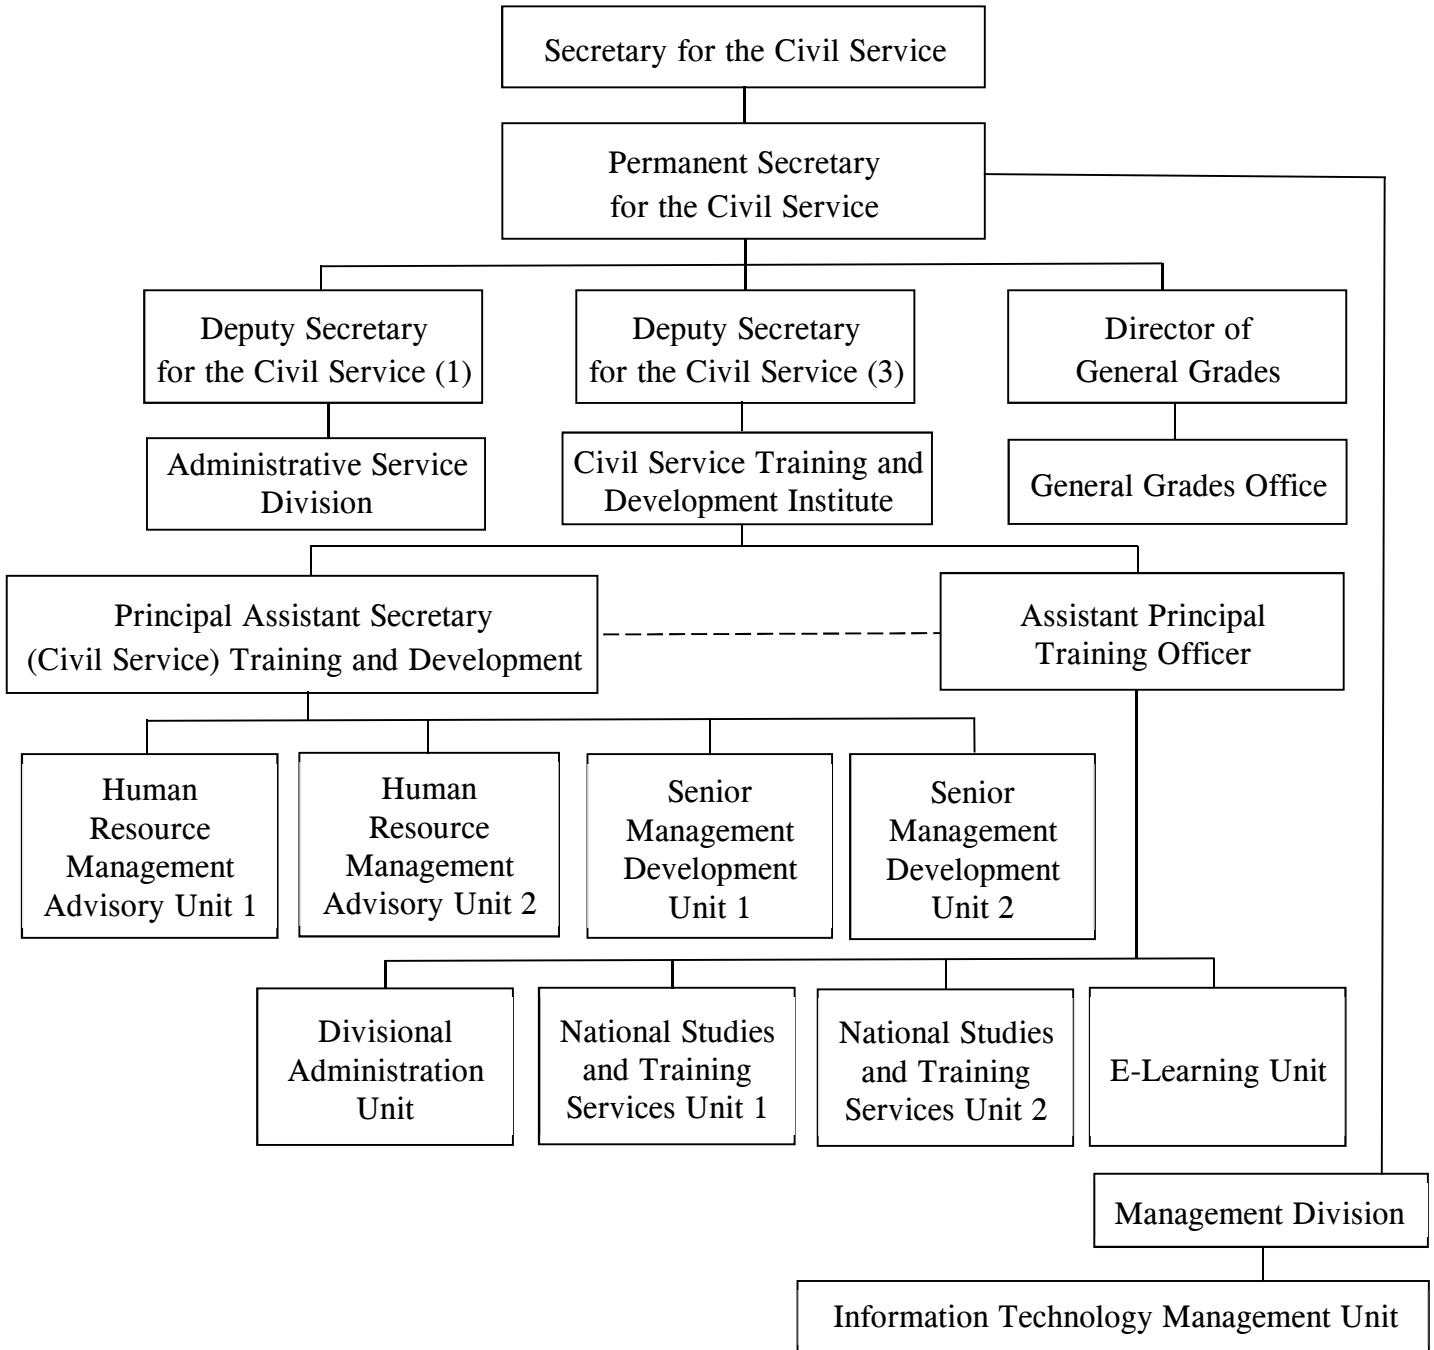 Secretary for the Civil Service
Permanent Secretary
for the Civil Service
Deputy Secretary
for the Civil Service (1)
Deputy Secretary
for the Civil Service (3)
Director of
General Grades
Administrative Service
Division
Civil Service Training and
Development Institute
General Grades Office
Principal Assistant Secretary
(Civil Service) Training and Development
Assistant Principal
Training Officer
Human
Resource
Management
Advisory Unit 1
Human
Resource
Management
Advisory Unit 2
Senior
Management
Development
Unit 1
Senior
Management
Development
Unit 2
Divisional
Administration
Unit
National Studies
and Training
Services Unit 1
National Studies
and Training
Services Unit 2
E-Learning Unit
Management Division
Information Technology Management Unit